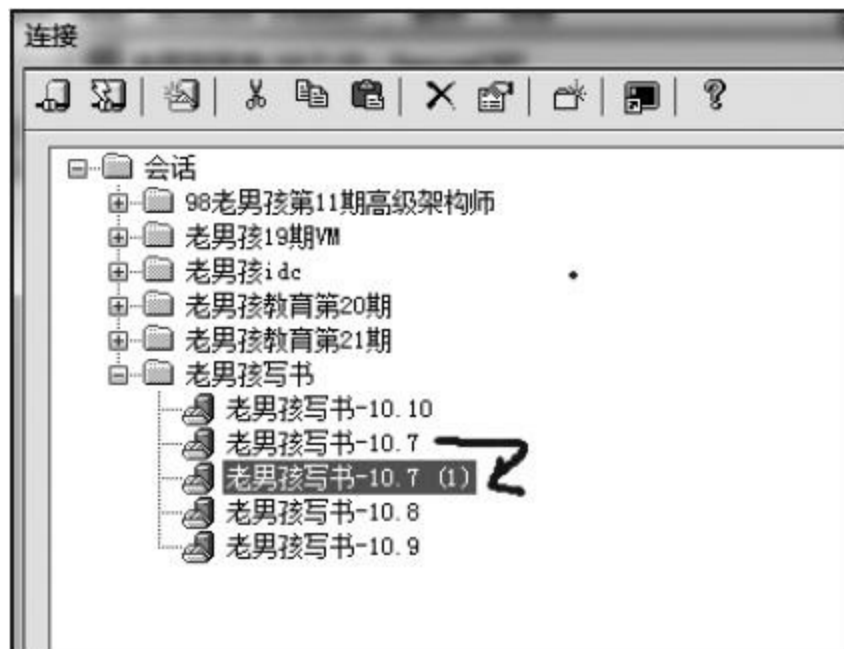 连接
会话
98老男孩第11期高级架构师
老男孩19期VM
老男孩idc
老男孩教育第20期
老男孩教育第21期
老男孩写书
老男孩写书-10.10
老男孩写书-10.7
老男孩写书-10.7 (1)
老男孩写书-10.8
老男孩写书-10.9